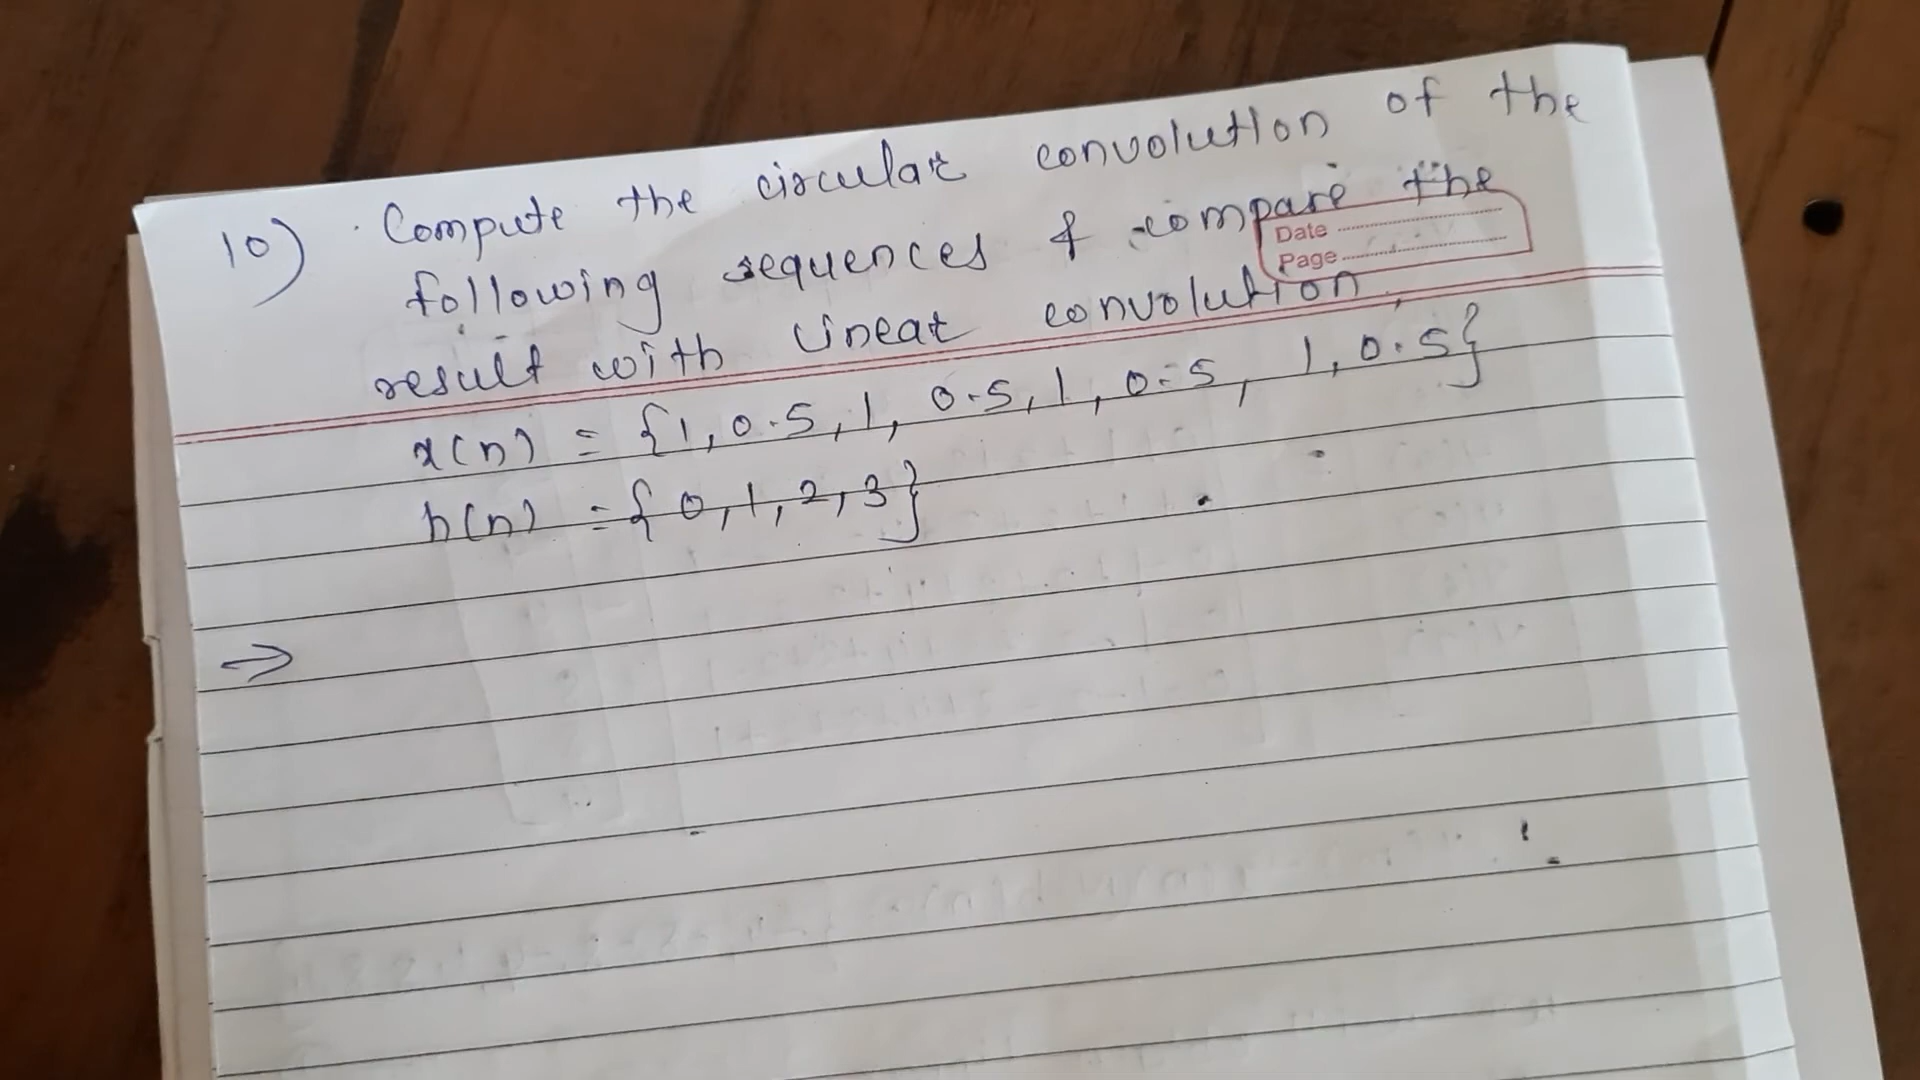 10) Compute the circular convolution of the
following sequences & compare the
Date
Page
result with linear convolution.
x(n) = {1, 0.5, 1, 0.5, 1, 0.5, 1, 0.5}
h(n) = {0, 1, 2, 3}
→